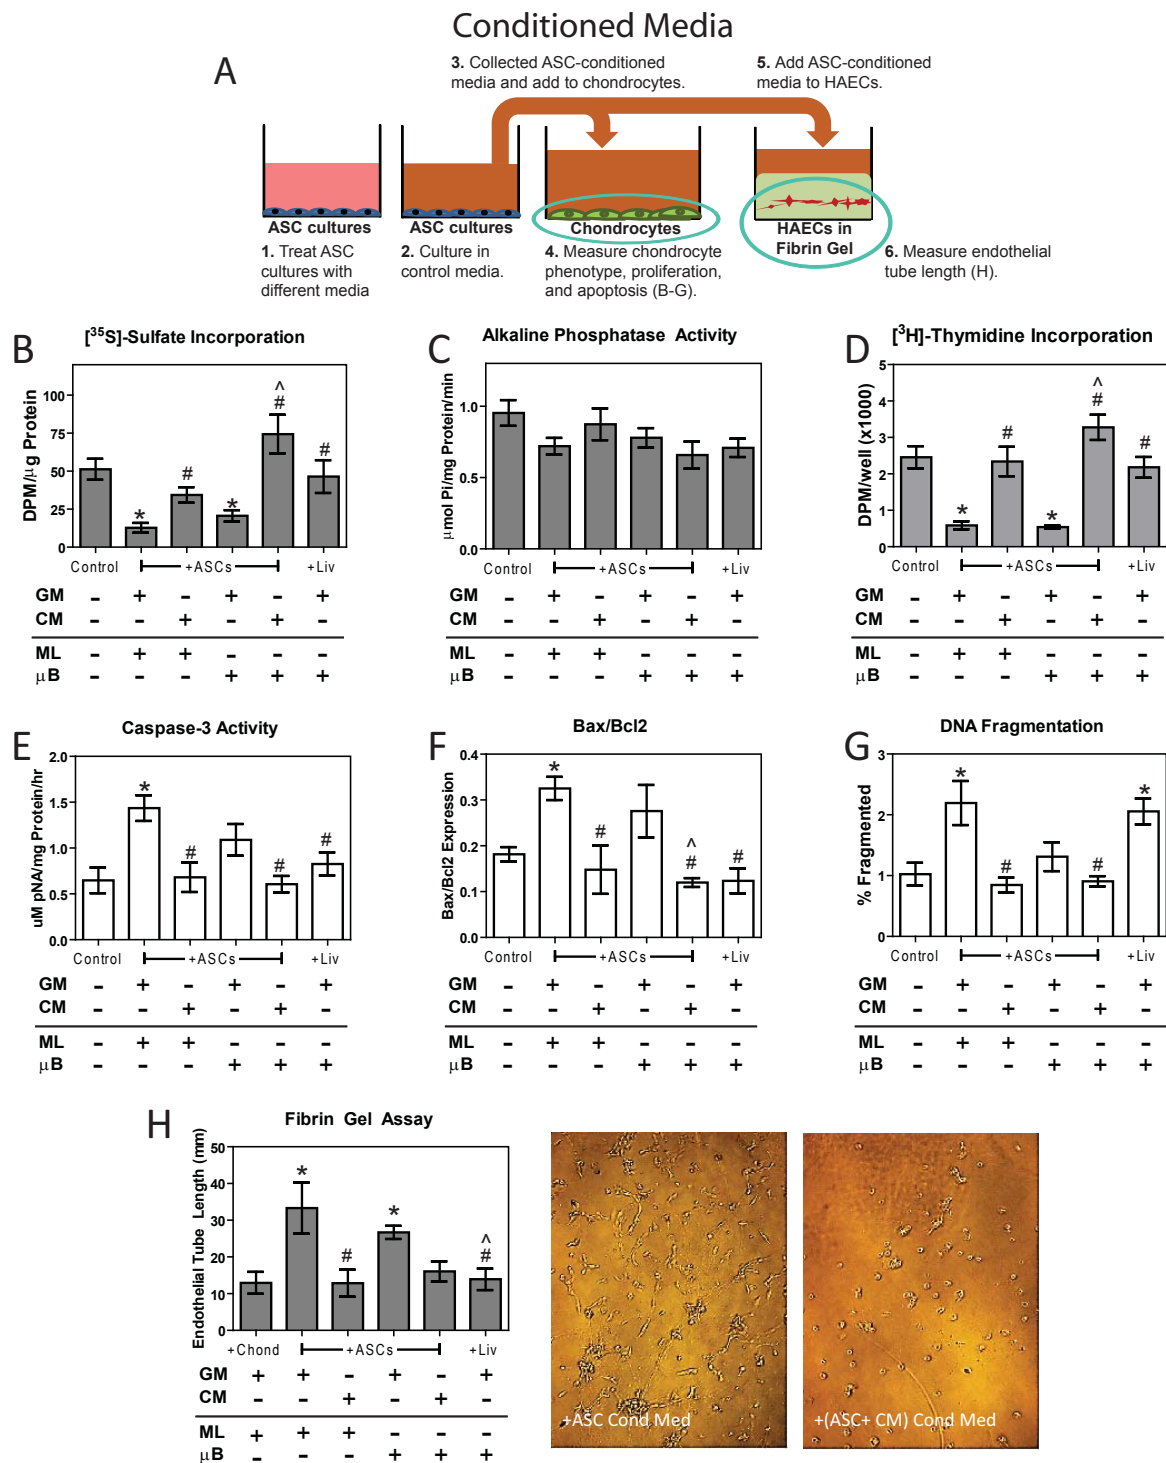 Conditioned Media
A
3. Collected ASC-conditioned
media and add to chondrocytes.
5. Add ASC-conditioned
media to HAECs.
ASC cultures
ASC cultures
Chondrocytes
HAECs in
Fibrin Gel
1. Treat ASC
cultures with
different media
2. Culture in
control media.
4. Measure chondrocyte
phenotype, proliferation,
and apoptosis (B-G).
6. Measure endothelial
tube length (H).
B
[³⁵S]-Sulfate Incorporation
DPM/µg Protein
100
75
50
25
0
* # * ^ # #
Control +ASCs +Liv
GM - + - + - +
CM - - + - + -
ML - + + - - -
µB - - - + + +
C
Alkaline Phosphatase Activity
µmol Pi/mg Protein/min
1.0
0.5
0.0
Control +ASCs +Liv
GM - + - + - +
CM - - + - + -
ML - + + - - -
µB - - - + + +
D
[³H]-Thymidine Incorporation
DPM/well (x1000)
5
4
3
2
1
0
* # * ^ # #
Control +ASCs +Liv
GM - + - + - +
CM - - + - + -
ML - + + - - -
µB - - - + + +
E
Caspase-3 Activity
uM pNA/mg Protein/hr
2.0
1.5
1.0
0.5
0.0
* # # #
Control +ASCs +Liv
GM - + - + - +
CM - - + - + -
ML - + + - - -
µB - - - + + +
F
Bax/Bcl2
Bax/Bcl2 Expression
0.4
0.3
0.2
0.1
0.0
* # ^ # #
Control +ASCs +Liv
GM - + - + - +
CM - - + - + -
ML - + + - - -
µB - - - + + +
G
DNA Fragmentation
% Fragmented
3
2
1
0
* # # *
Control +ASCs +Liv
GM - + - + - +
CM - - + - + -
ML - + + - - -
µB - - - + + +
H
Fibrin Gel Assay
Endothelial Tube Length (mm)
50
40
30
20
10
0
* # * ^ #
+Chond +ASCs +Liv
GM + + - + - +
CM - - + - + -
ML + + + - - -
µB - - - + + +
+ASC Cond Med
+(ASC+ CM) Cond Med